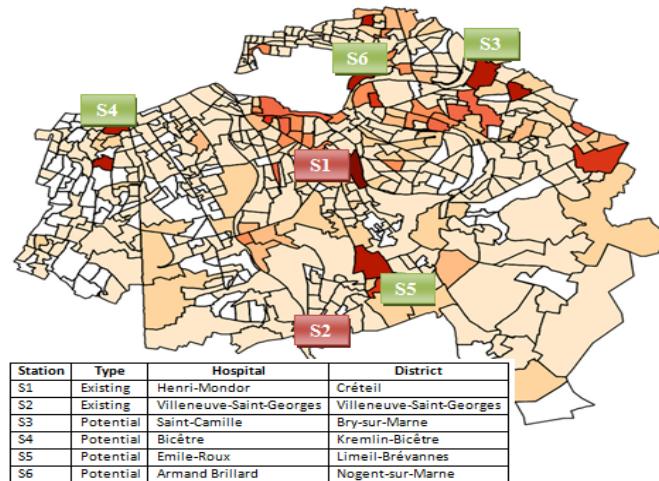 S3
S6
S4
S1
S5
S2
Station Type Hospital District
S1 Existing Henri-Mondor Créteil
S2 Existing Villeneuve-Saint-Georges Villeneuve-Saint-Georges
S3 Potential Saint-Camille Bry-sur-Marne
S4 Potential Bicêtre Kremlin-Bicêtre
S5 Potential Emile-Roux Limeil-Brévannes
S6 Potential Armand Brillard Nogent-sur-Marne